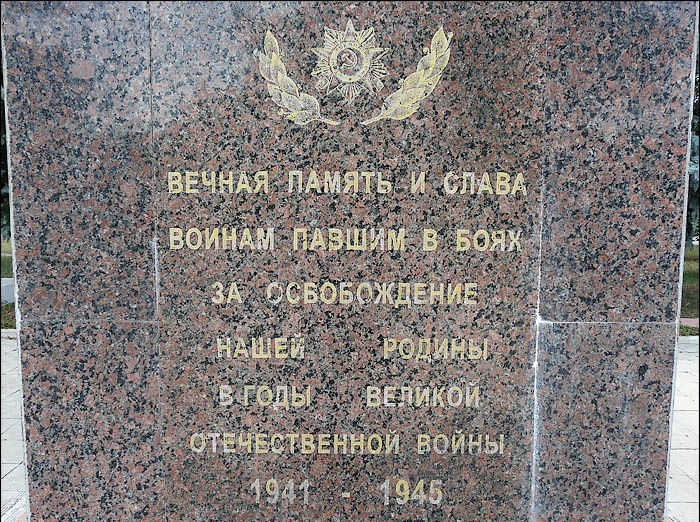 ВЕЧНАЯ ПАМЯТЬ И СЛАВА
ВОИНАМ ПАВШИМ В БОЯХ
ЗА ОСВОБОЖДЕНИЕ
НАШЕЙ РОДИНЫ
В ГОДЫ ВЕЛИКОЙ
ОТЕЧЕСТВЕННОЙ ВОЙНЫ
1941 - 1945